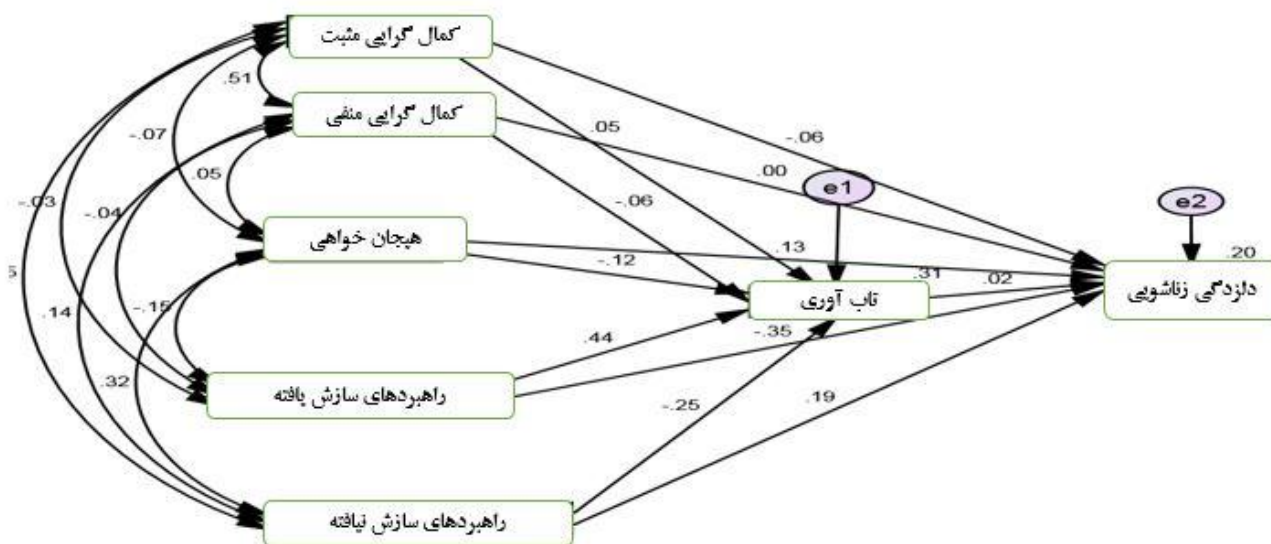 کمال گرایی مثبت
.51
کمال گرایی منفی
-.07
.05
-.06
.00
e1
e2
.05
-.03
-.04
-.06
هیجان خواهی
.13
-.12
.20
.31
.02
دلزدگی زناشویی
تاب آوری
.14
-.15
.44
-.35
.32
راهبردهای سازش یافته
-.25
.19
راهبردهای سازش نیافته